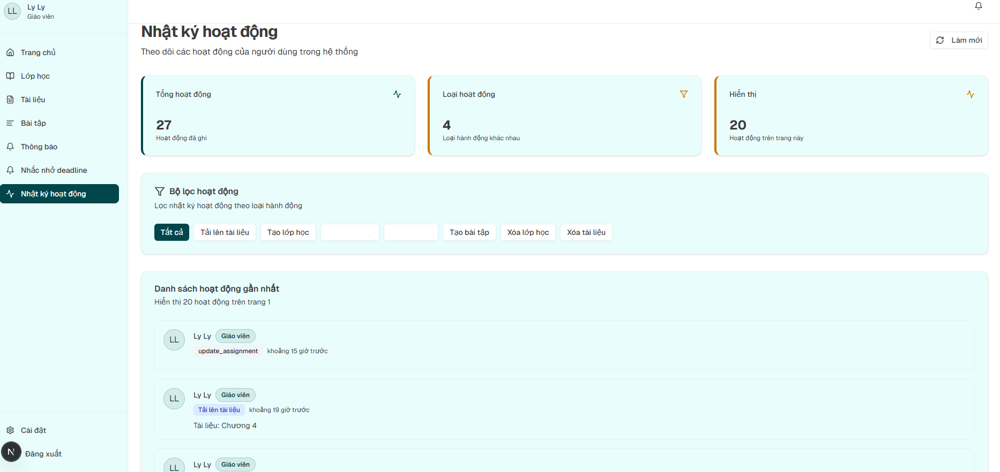 LL
Ly Ly
Giáo viên
Trang chủ
Lớp học
Tài liệu
Bài tập
Thông báo
Nhắc nhở deadline
Nhật ký hoạt động
Cài đặt
N
Đăng xuất
Nhật ký hoạt động
Theo dõi các hoạt động của người dùng trong hệ thống
Làm mới
Tổng hoạt động
27
Hoạt động đã ghi
Loại hoạt động
4
Loại hành động khác nhau
Hiển thị
20
Hoạt động trên trang này
Bộ lọc hoạt động
Lọc nhật ký hoạt động theo loại hành động
Tất cả Tải lên tài liệu Tạo lớp học Tạo bài tập Xóa lớp học Xóa tài liệu
Danh sách hoạt động gần nhất
Hiển thị 20 hoạt động trên trang 1
LL
Ly Ly Giáo viên
update_assignment khoảng 15 giờ trước
LL
Ly Ly Giáo viên
Tải lên tài liệu khoảng 19 giờ trước
Tài liệu: Chương 4
LL
Ly Ly Giáo viên